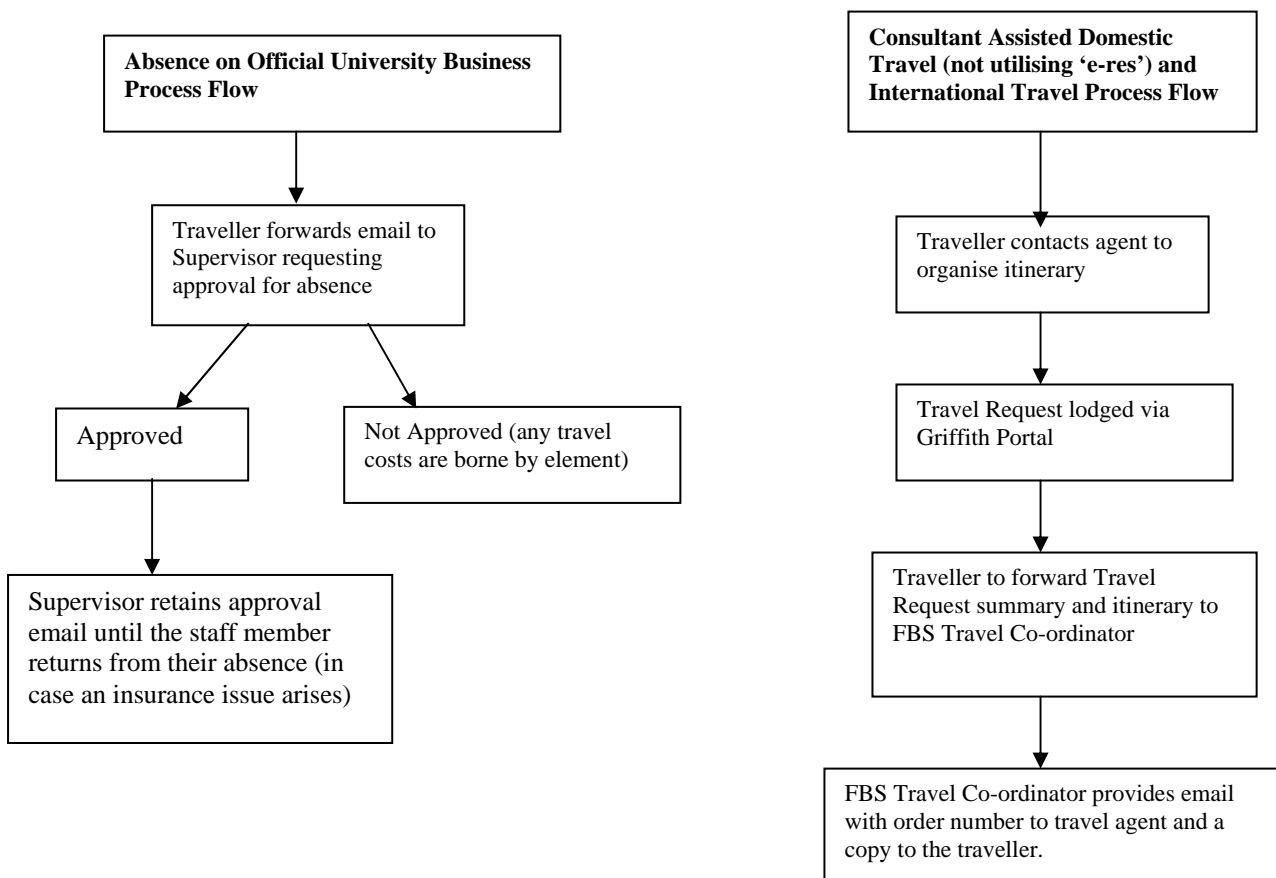 Absence on Official University Business
Process Flow
Traveller forwards email to
Supervisor requesting
approval for absence
Approved
Not Approved (any travel
costs are borne by element)
Supervisor retains approval
email until the staff member
returns from their absence (in
case an insurance issue arises)
Consultant Assisted Domestic
Travel (not utilising ‘e-res’) and
International Travel Process Flow
Traveller contacts agent to
organise itinerary
Travel Request lodged via
Griffith Portal
Traveller to forward Travel
Request summary and itinerary to
FBS Travel Co-ordinator
FBS Travel Co-ordinator provides email
with order number to travel agent and a
copy to the traveller.